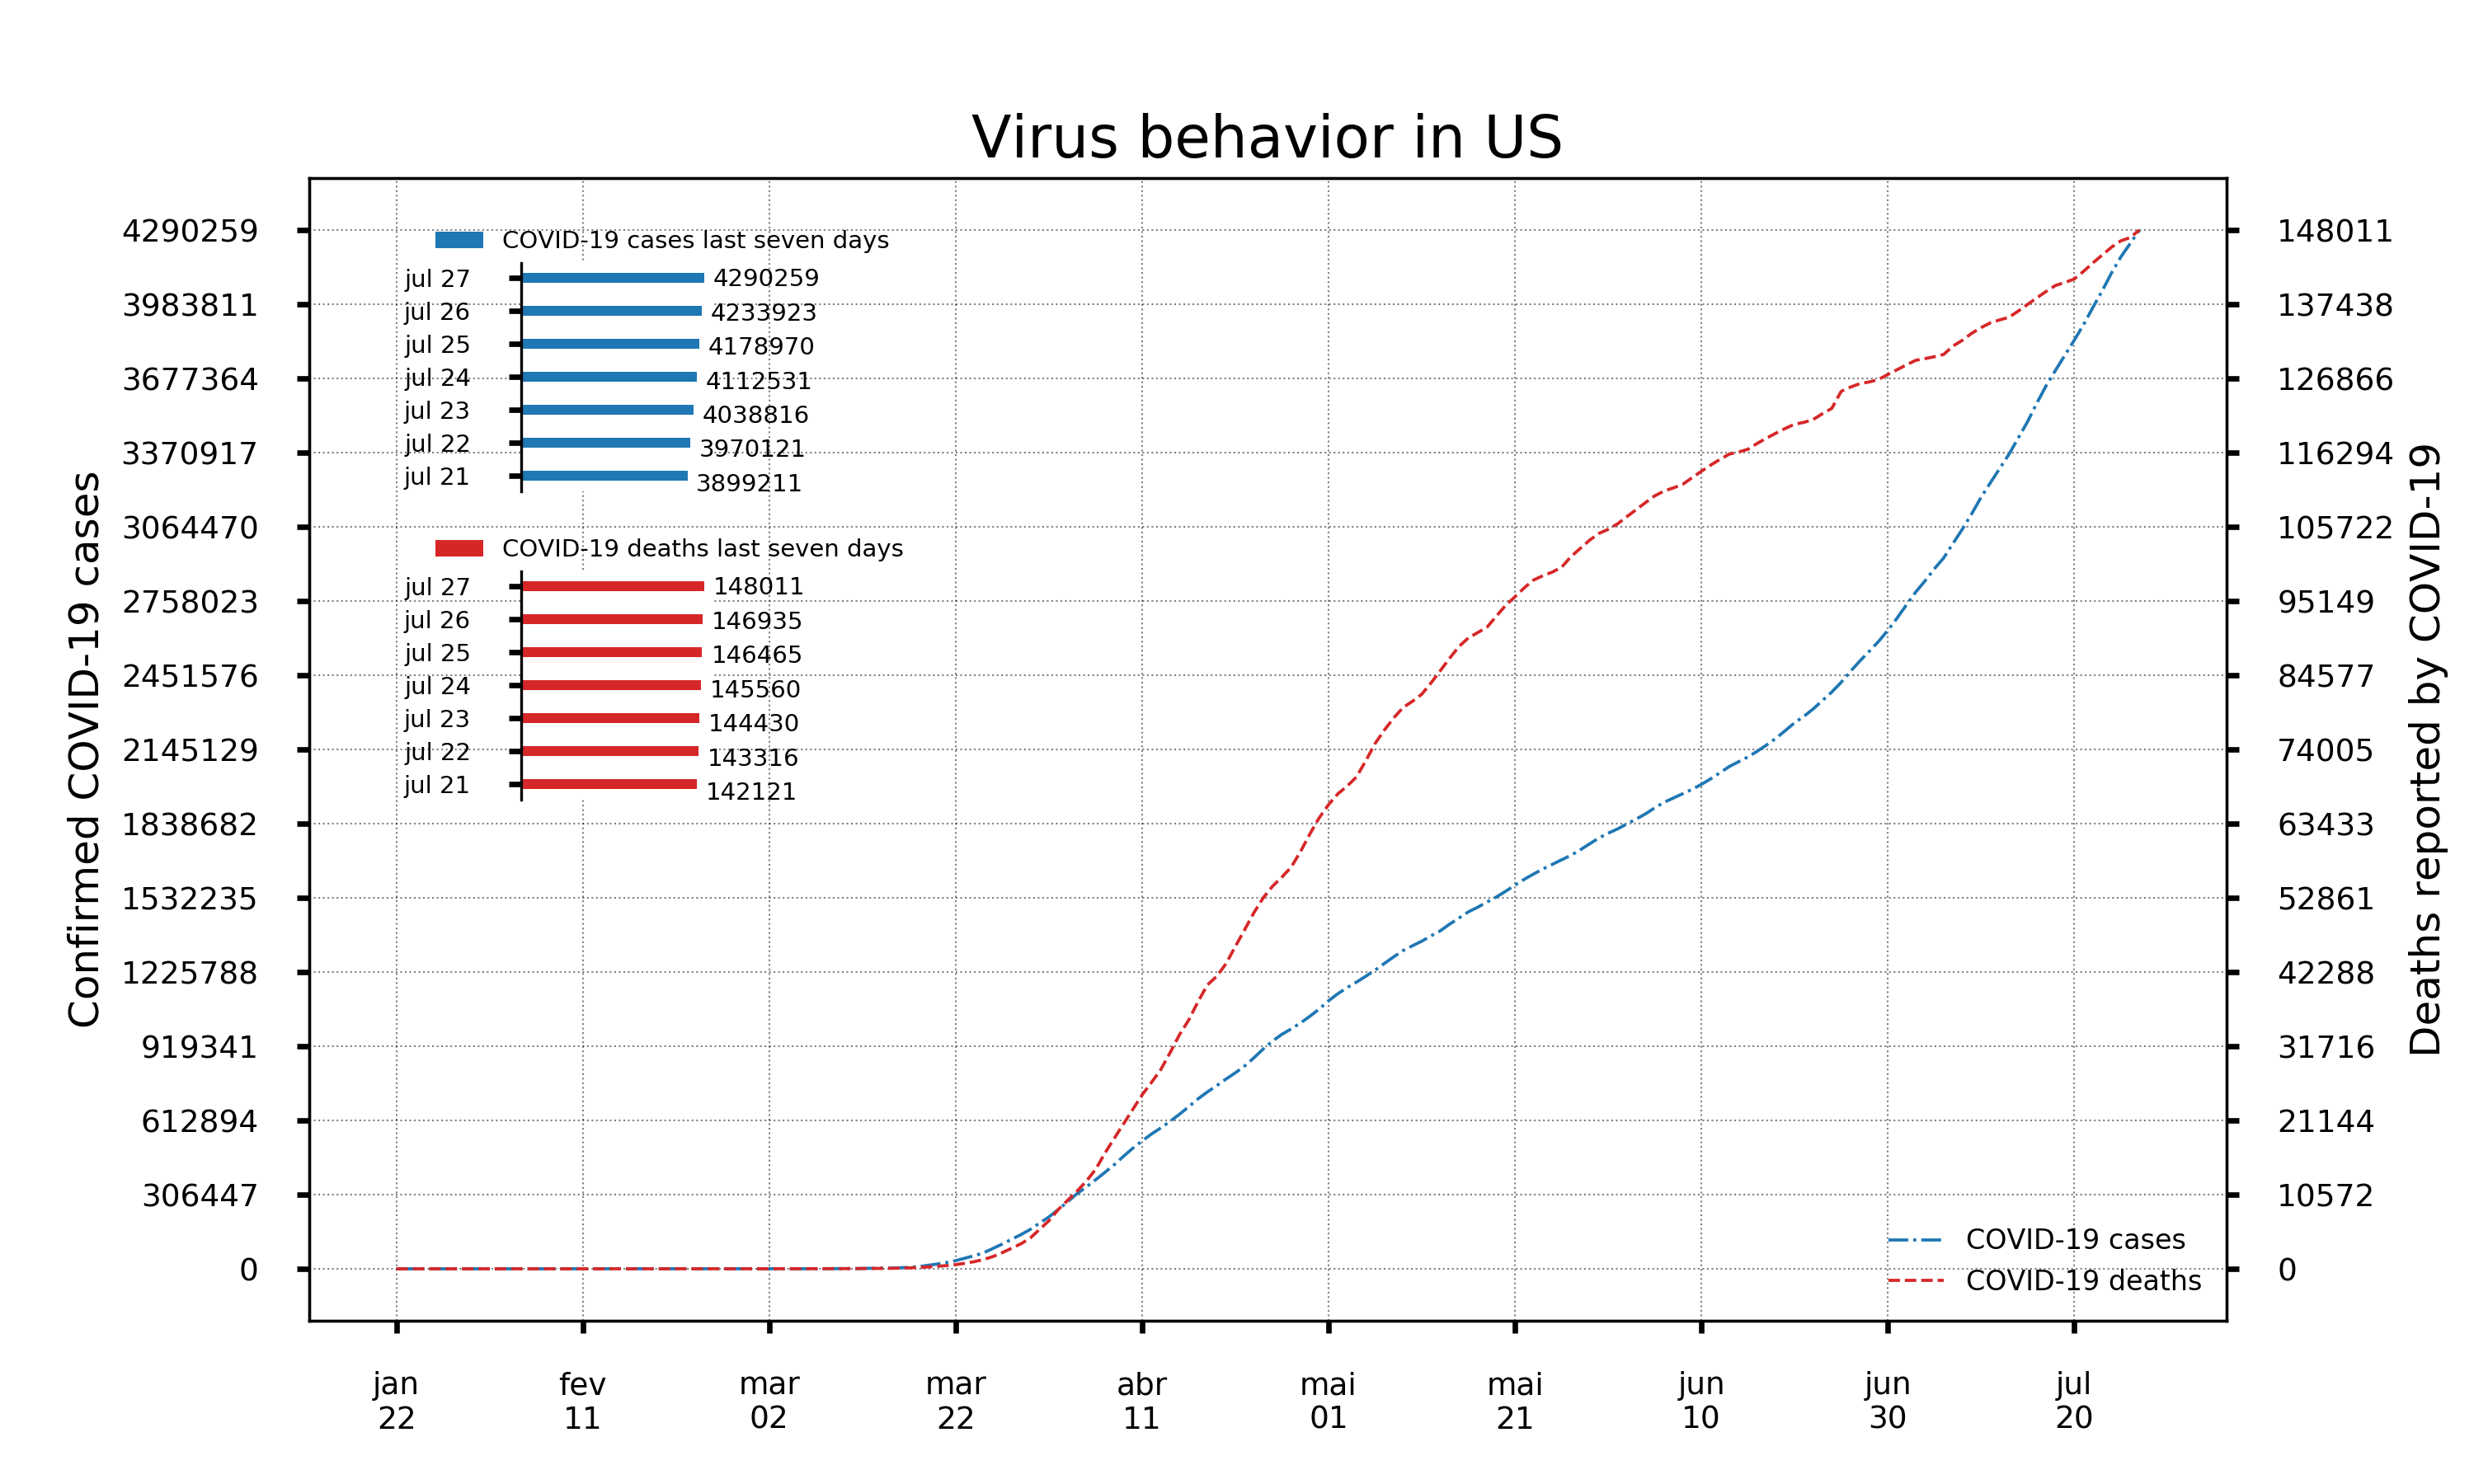 Virus behavior in US
Confirmed COVID-19 cases
4290259
3983811
3677364
3370917
3064470
2758023
2451576
2145129
1838682
1532235
1225788
919341
612894
306447
0
COVID-19 cases last seven days
jul 27 4290259
jul 26 4233923
jul 25 4178970
jul 24 4112531
jul 23 4038816
jul 22 3970121
jul 21 3899211
COVID-19 deaths last seven days
jul 27 148011
jul 26 146935
jul 25 146465
jul 24 145560
jul 23 144430
jul 22 143316
jul 21 142121
148011
137438
126866
116294
105722
95149
84577
74005
63433
52861
42288
31716
21144
10572
0
Deaths reported by COVID-19
COVID-19 cases
COVID-19 deaths
jan fev mar mar abr mai mai jun jun jul
22 11 02 22 11 01 21 10 30 20